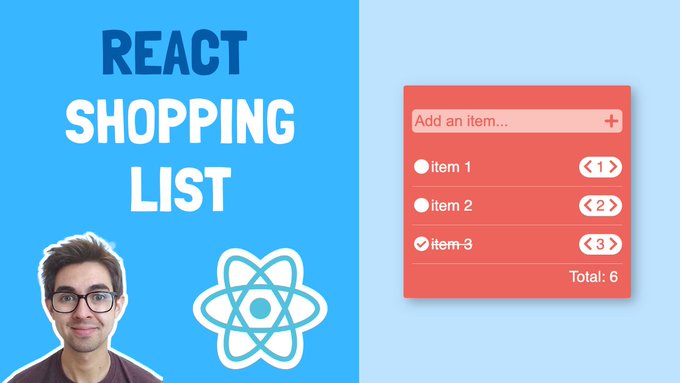 REACT
SHOPPING
LIST
Add an item...
item 1
1
item 2
2
item 3
3
Total: 6